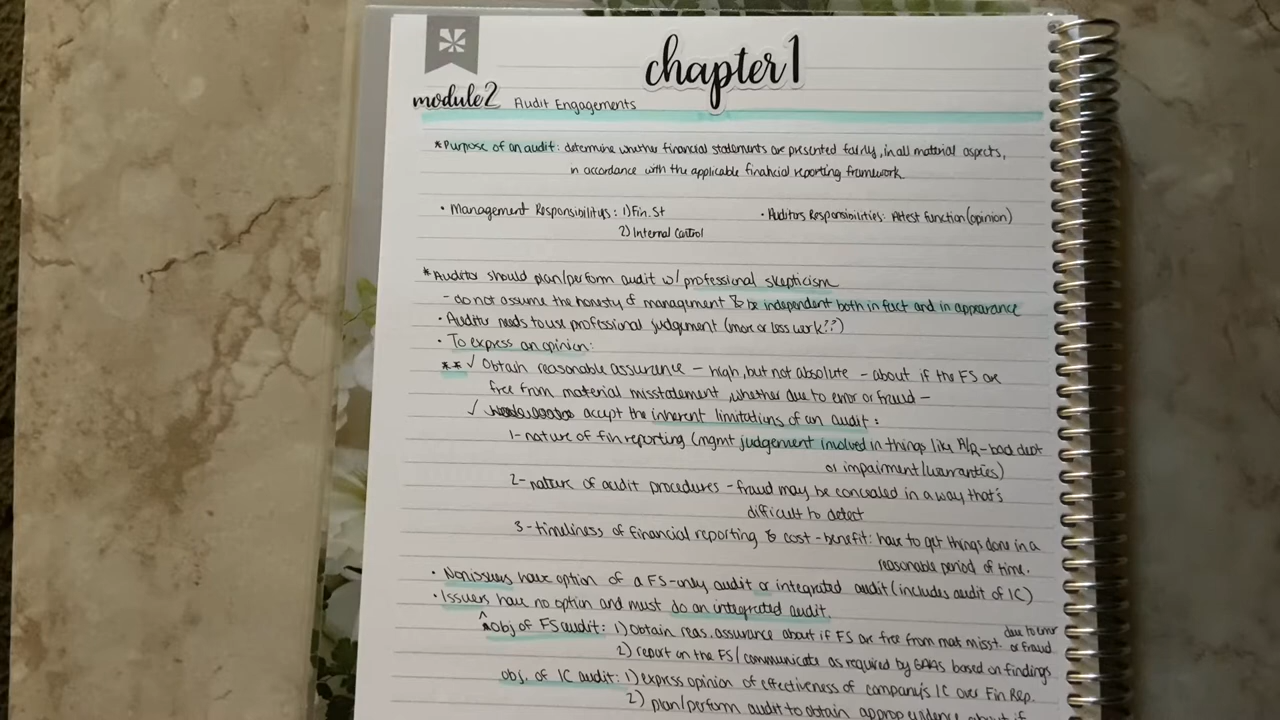 chapter 1
module 2 Audit Engagements
*Purpose of an audit: determine whether financial statements are presented fairly, in all material aspects,
in accordance with the applicable financial reporting framework.
• Management Responsibilitys: 1) Fin. St • Auditors Responsibilities: Attest function (opinion)
2) Internal Control
*Auditor should plan/perform audit w/ professional skepticism
- do not assume the honesty of management & be independent both in fact and in appearance
• Auditor needs to use professional judgement (more or less work??)
• To express an opinion:
** ✓ Obtain reasonable assurance – high, but not absolute – about if the FS are
free from material misstatement, whether due to error or fraud –
✓ accept the inherent limitations of an audit:
1- nature of fin reporting (mgmt judgement involved in things like A/R-bad dept
or impairment/warranties)
2- nature of audit procedures - fraud may be concealed in a way that's
difficult to detect
3- timeliness of financial reporting & cost-benefit: have to get things done in a
reasonable period of time.
• Nonissuers have option of a FS-only audit or integrated audit (includes audit of IC)
• Issuers have no option and must do an integrated audit.
obj of FS audit: 1) Obtain reas. assurance about if FS are free from mat misst. due to error
or fraud
2) report on the FS/communicate as required by GAAS based on findings
obj. of IC audit: 1) express opinion of effectiveness of company's IC over Fin Rep.
2) plan/perform audit to obtain approp evidence about if